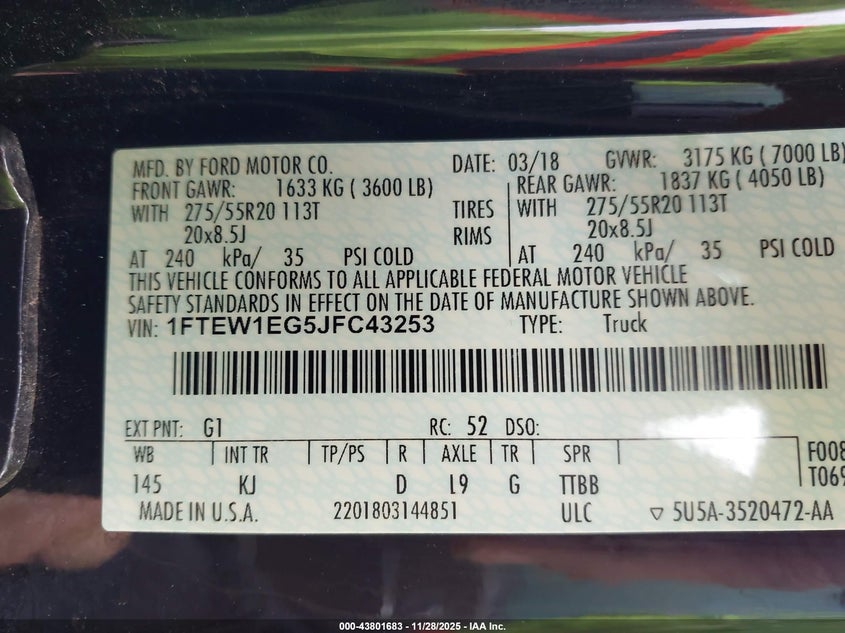 MFD. BY FORD MOTOR CO. DATE: 03/18 GVWR: 3175 KG ( 7000 LB)
FRONT GAWR: 1633 KG ( 3600 LB) REAR GAWR: 1837 KG ( 4050 LB)
WITH 275/55R20 113T TIRES WITH 275/55R20 113T
20x8.5J RIMS 20x8.5J
AT 240 kPa/ 35 PSI COLD AT 240 kPa/ 35 PSI COLD
THIS VEHICLE CONFORMS TO ALL APPLICABLE FEDERAL MOTOR VEHICLE
SAFETY STANDARDS IN EFFECT ON THE DATE OF MANUFACTURE SHOWN ABOVE.
VIN: 1FTEW1EG5JFC43253 TYPE: Truck
EXT PNT: G1 RC: 52 DSO:
WB INT TR TP/PS R AXLE TR SPR F008
145 KJ D L9 G TTBB T069
MADE IN U.S.A. 2201803144851 ULC ▽ 5U5A-3520472-AA
000-43801683 - 11/28/2025 - IAA Inc.